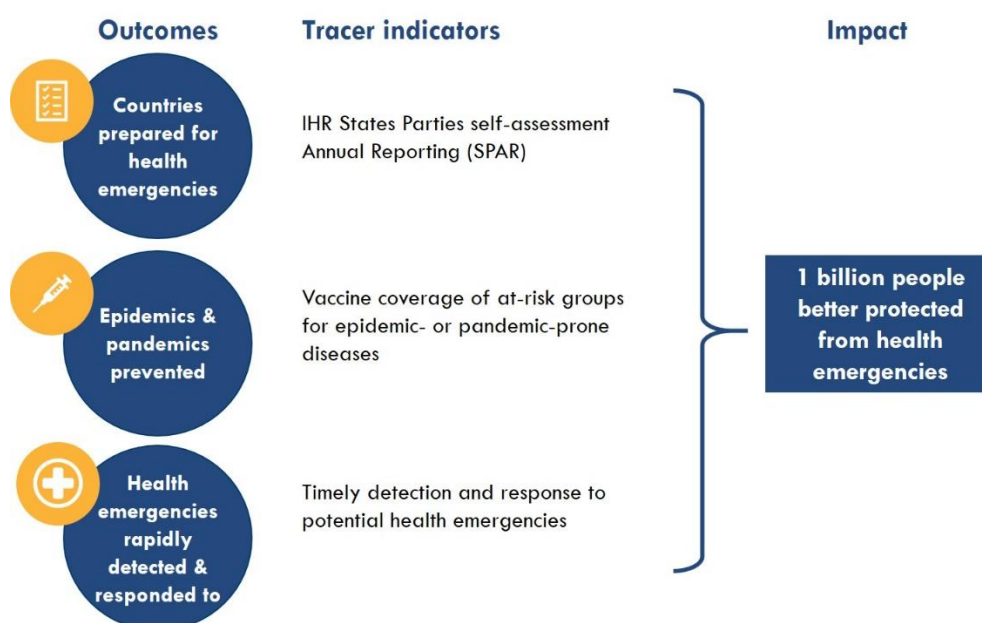 Outcomes
Tracer indicators
Impact
Countries
prepared for
health
emergencies
IHR States Parties self-assessment
Annual Reporting (SPAR)
Epidemics &
pandemics
prevented
Vaccine coverage of at-risk groups
for epidemic- or pandemic-prone
diseases
Health
emergencies
rapidly
detected &
responded to
Timely detection and response to
potential health emergencies
1 billion people
better protected
from health
emergencies